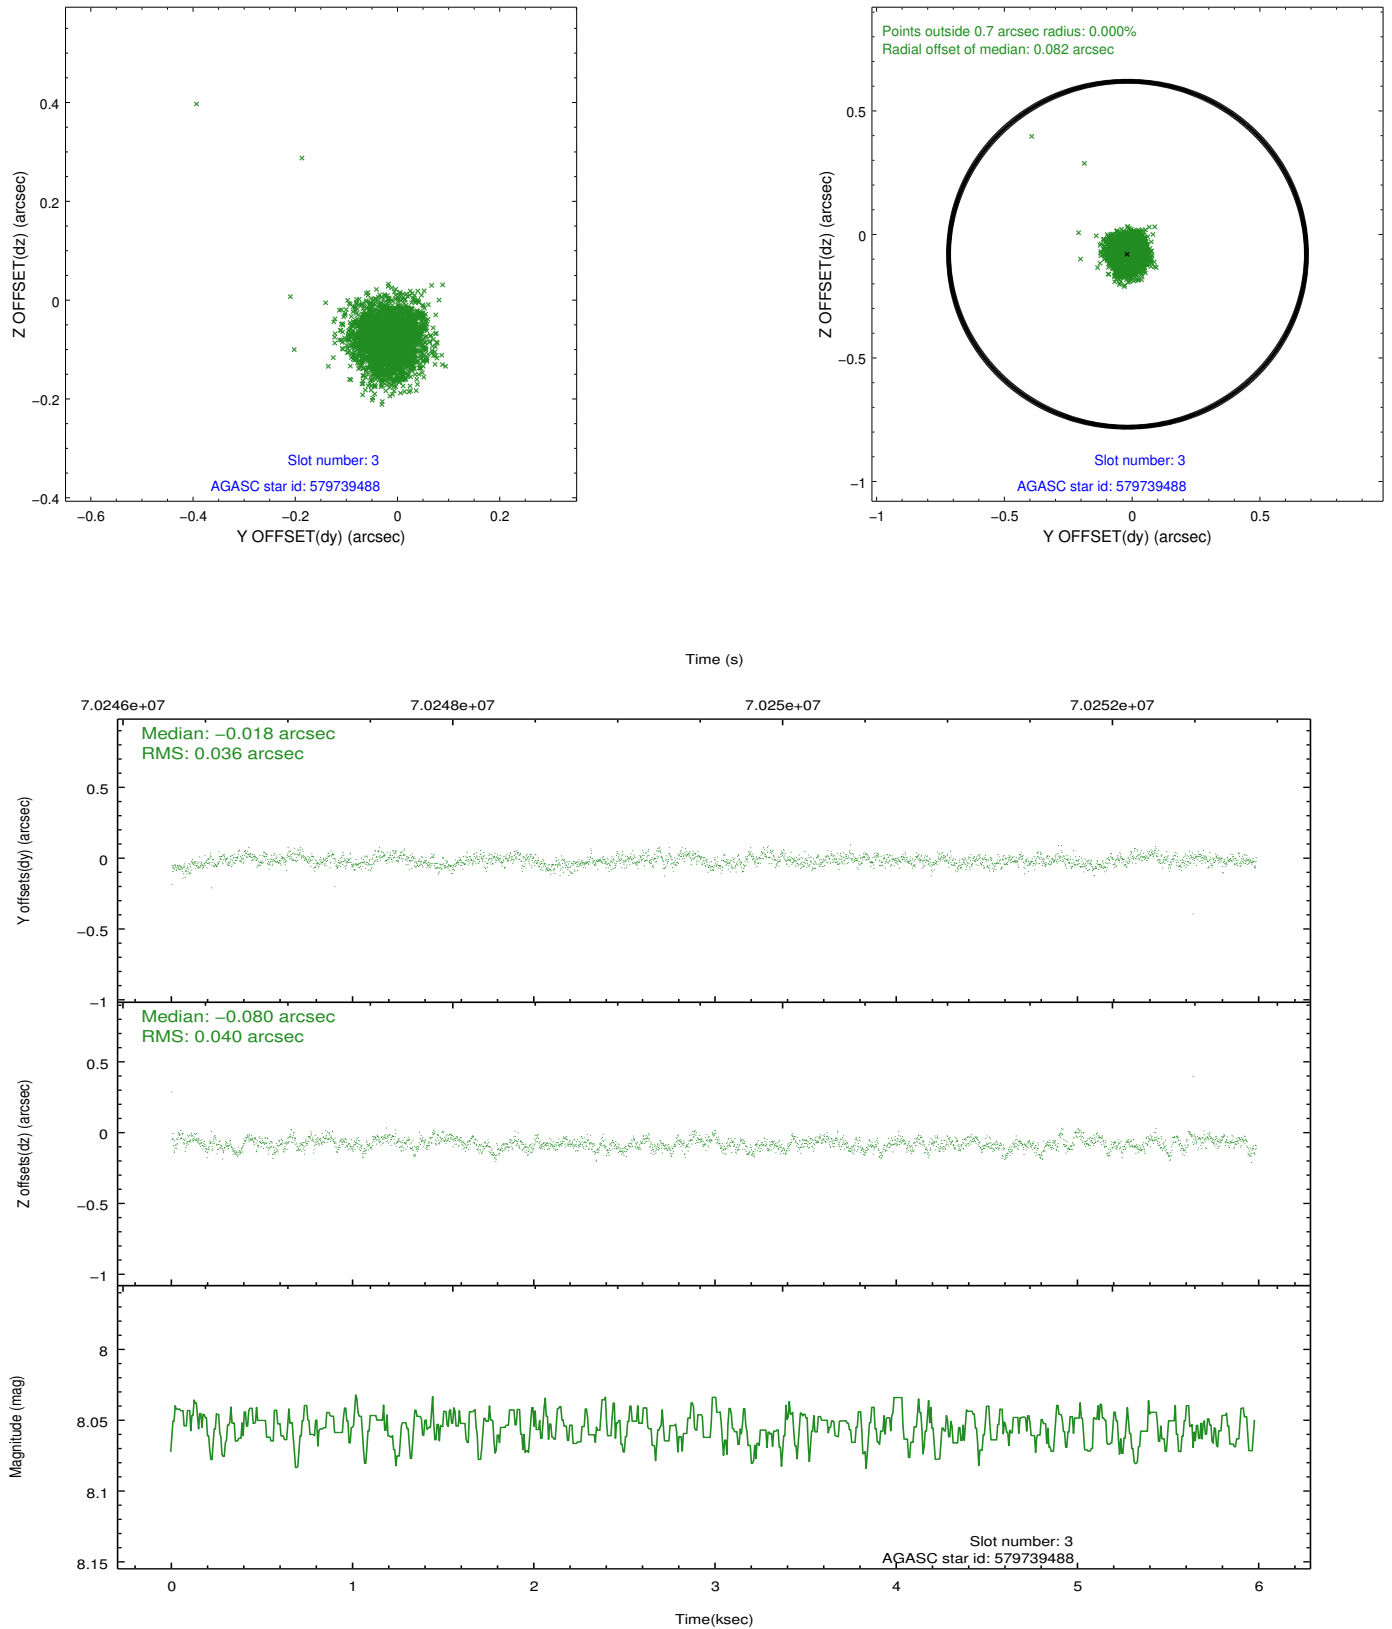 0.4
0.2
0
−0.2
−0.4
Z OFFSET(dz) (arcsec)
Slot number: 3
AGASC star id: 579739488
−0.6
−0.4
−0.2
0
0.2
Y OFFSET(dy) (arcsec)
Points outside 0.7 arcsec radius: 0.000%
Radial offset of median: 0.082 arcsec
0.5
0
−0.5
−1
Z OFFSET(dz) (arcsec)
Slot number: 3
AGASC star id: 579739488
−1
−0.5
0
0.5
Y OFFSET(dy) (arcsec)
Time (s)
7.0246e+07
7.0248e+07
7.025e+07
7.0252e+07
Median: −0.018 arcsec
RMS: 0.036 arcsec
0.5
0
−0.5
−1
Y offsets(dy) (arcsec)
Median: −0.080 arcsec
RMS: 0.040 arcsec
0.5
0
−0.5
−1
Z offsets(dz) (arcsec)
8
8.05
8.1
8.15
Magnitude (mag)
Slot number: 3
AGASC star id: 579739488
0
1
2
3
4
5
6
Time(ksec)